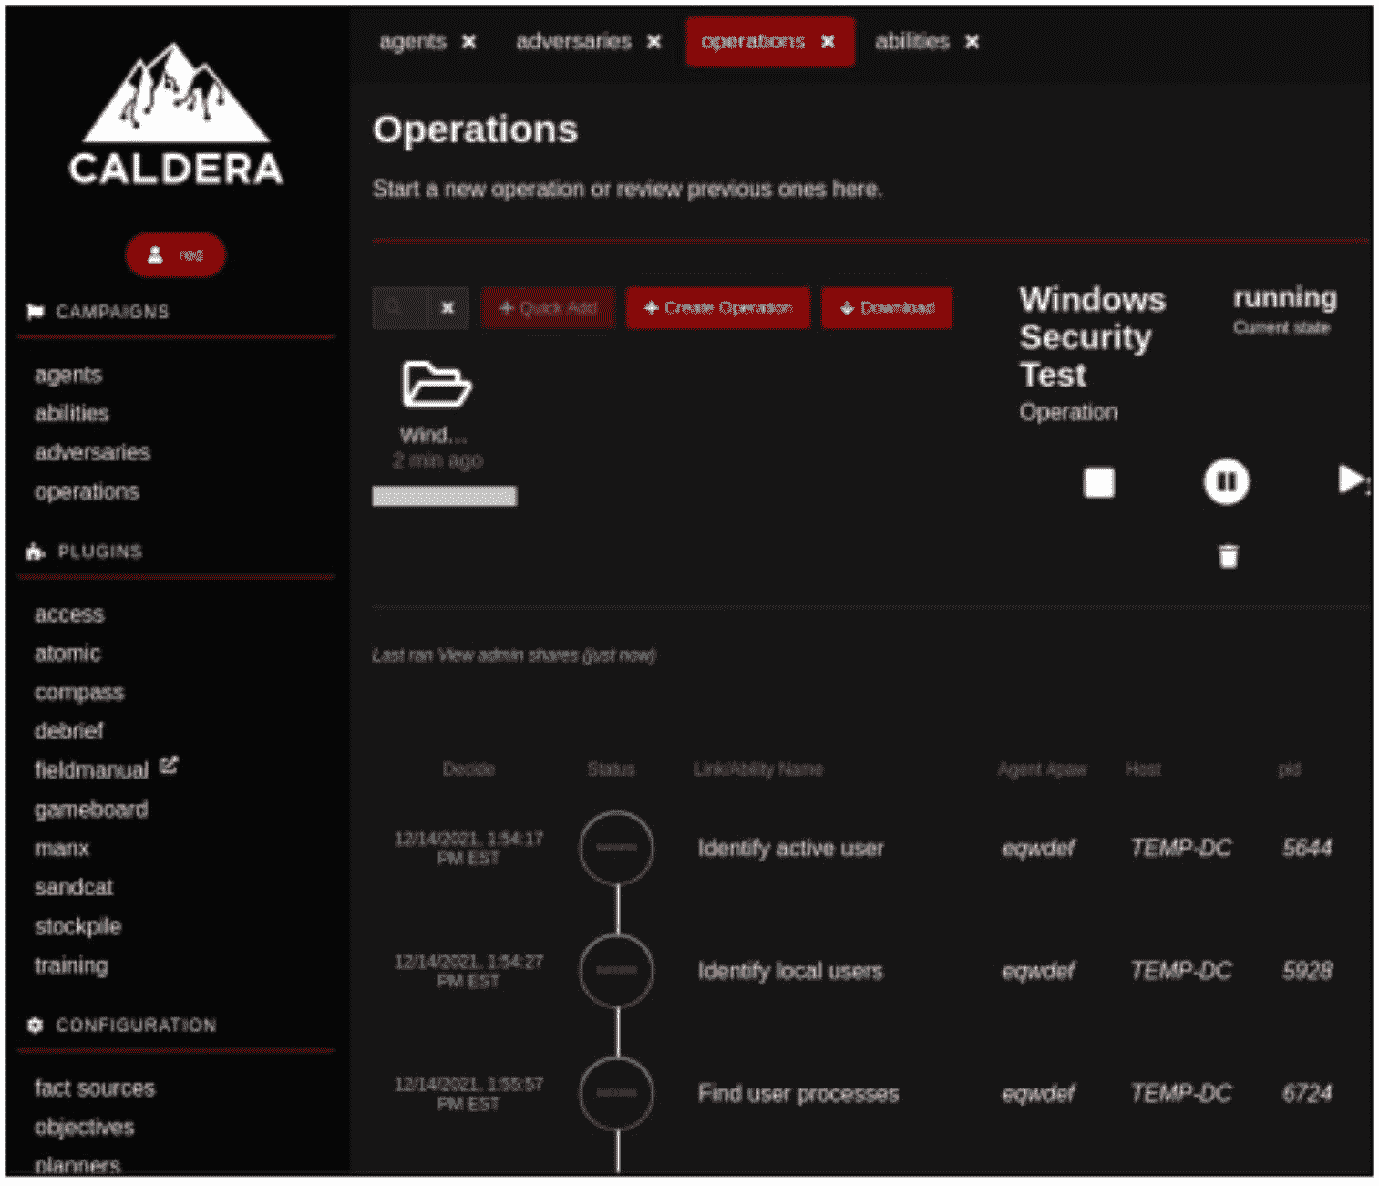 CALDERA
red
CAMPAIGNS
agents
abilities
adversaries
operations
PLUGINS
access
atomic
compass
debrief
fieldmanual
gameboard
manx
sandcat
stockpile
training
CONFIGURATION
fact sources
objectives
planners
agents adversaries operations abilities
Operations
Start a new operation or review previous ones here.
Quick Add Create Operation Download
Wind...
2 min ago
Windows
Security
Test
Operation
running
Current state
Last ran View admin shares (just now)
Decide Status Link/Ability Name Agent #paw Host pid
12/14/2021, 1:54:17
PM EST
Identify active user eqwdef TEMP-DC 5644
12/14/2021, 1:54:27
PM EST
Identify local users eqwdef TEMP-DC 5928
12/14/2021, 1:55:57
PM EST
Find user processes eqwdef TEMP-DC 6724